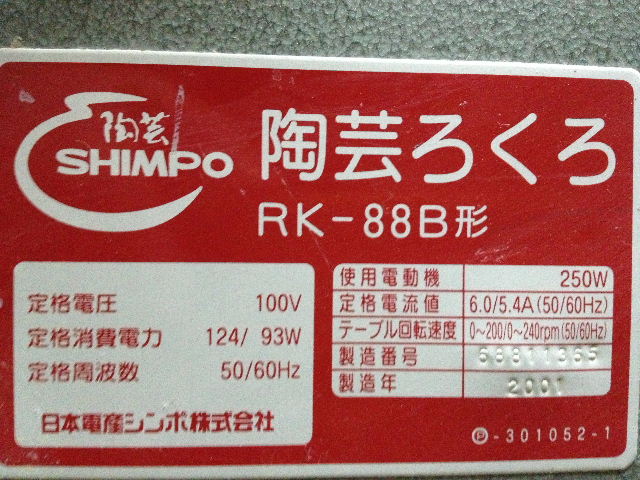 陶芸
SHIMPO
陶芸ろくろ
RK-88B形
定格電圧 100V
定格消費電力 124/ 93W
定格周波数 50/60Hz
日本電産シンポ株式会社
使用電動機 250W
定格電流値 6.0/5.4A(50/60Hz)
テーブル回転速度 0~200/0~240rpm(50/60Hz)
製造番号
製造年 2001
Ⓟ-301052-1